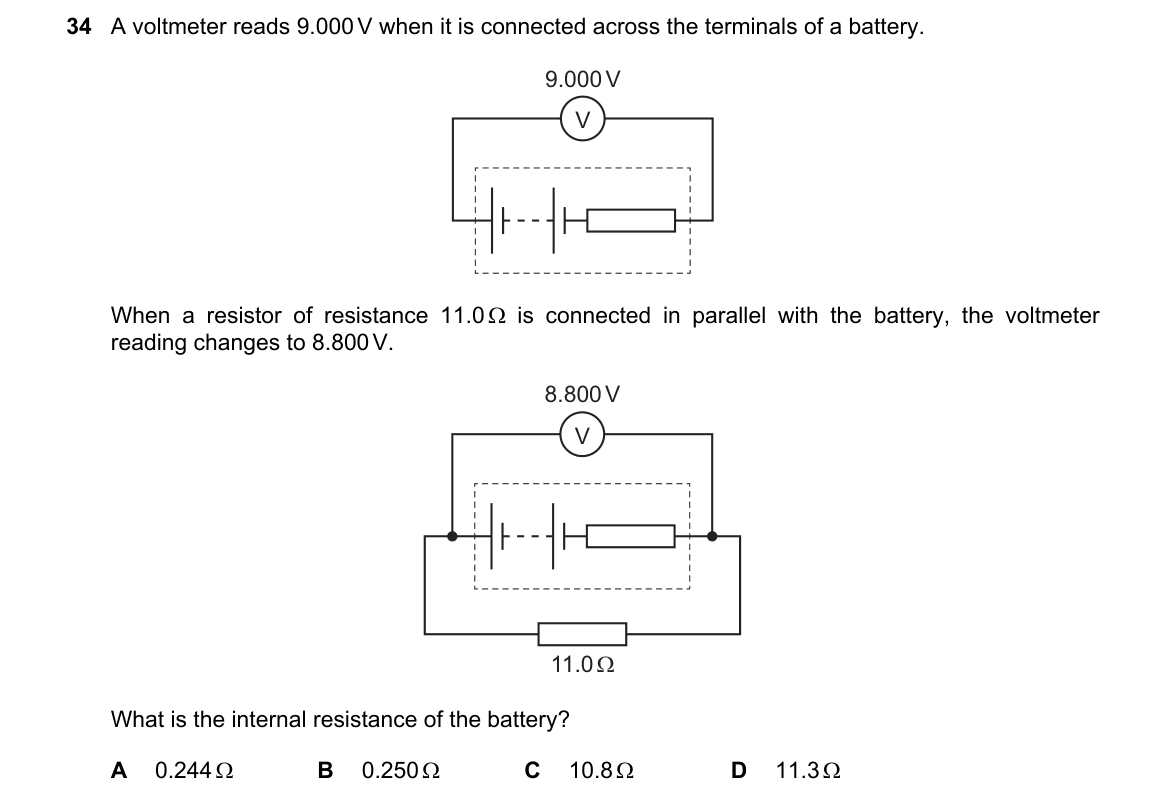 34 A voltmeter reads 9.000 V when it is connected across the terminals of a battery.
9.000 V
V
When a resistor of resistance 11.0 Ω is connected in parallel with the battery, the voltmeter
reading changes to 8.800 V.
8.800 V
V
11.0 Ω
What is the internal resistance of the battery?
A 0.244 Ω B 0.250 Ω C 10.8 Ω D 11.3 Ω